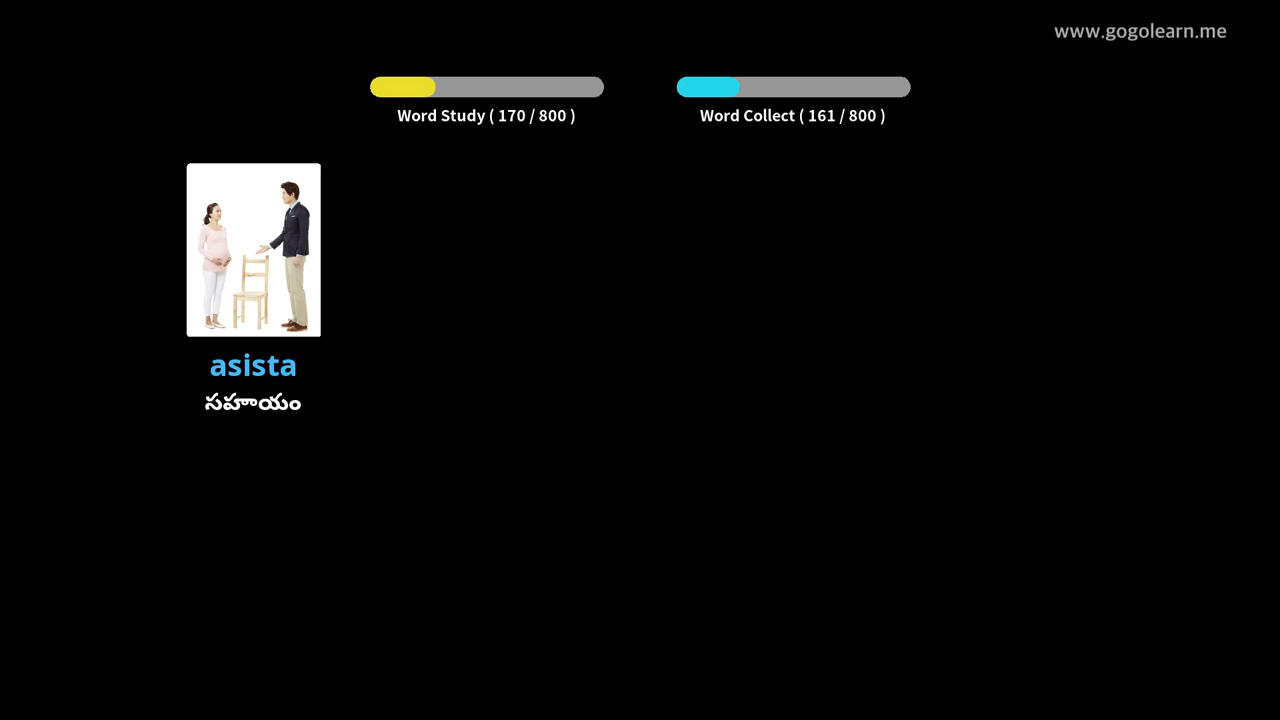 www.gogolearn.me
Word Study ( 170 / 800 )
Word Collect ( 161 / 800 )
asista
సహాయం